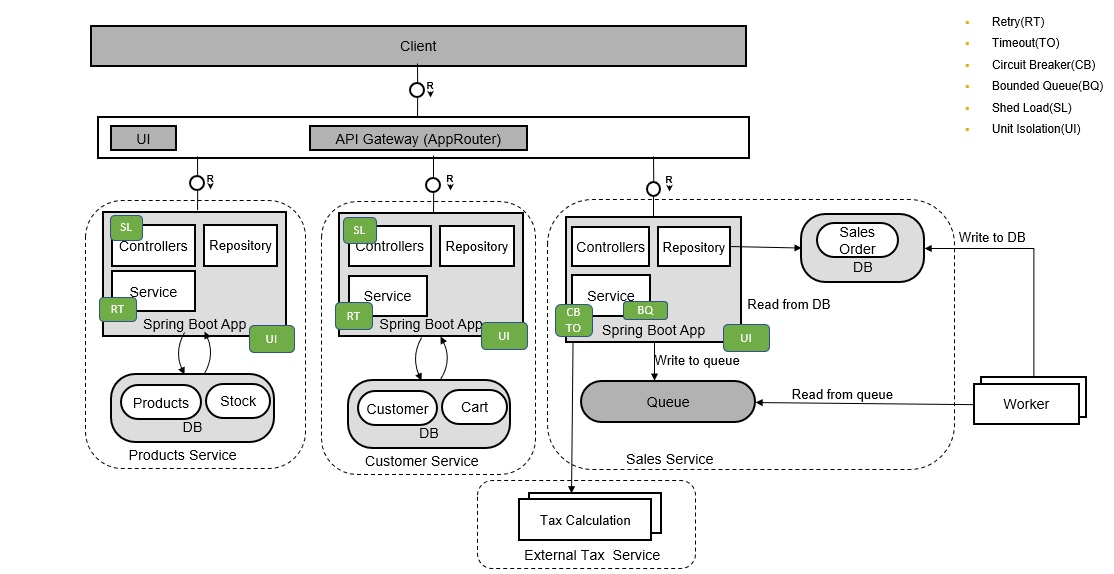 Retry(RT)
Timeout(TO)
Circuit Breaker(CB)
Bounded Queue(BQ)
Shed Load(SL)
Unit Isolation(UI)
Client
R
UI
API Gateway (AppRouter)
R
R
R
SL
Controllers
Repository
Service
RT
Spring Boot App
UI
Products
Stock
DB
Products Service
SL
Controllers
Repository
Service
RT
Spring Boot App
UI
Customer
Cart
DB
Customer Service
Controllers
Repository
Service
CB
TO
BQ
Spring Boot App
UI
Sales
Order
DB
Write to DB
Read from DB
Write to queue
Queue
Read from queue
Worker
Sales Service
Tax Calculation
External Tax  Service